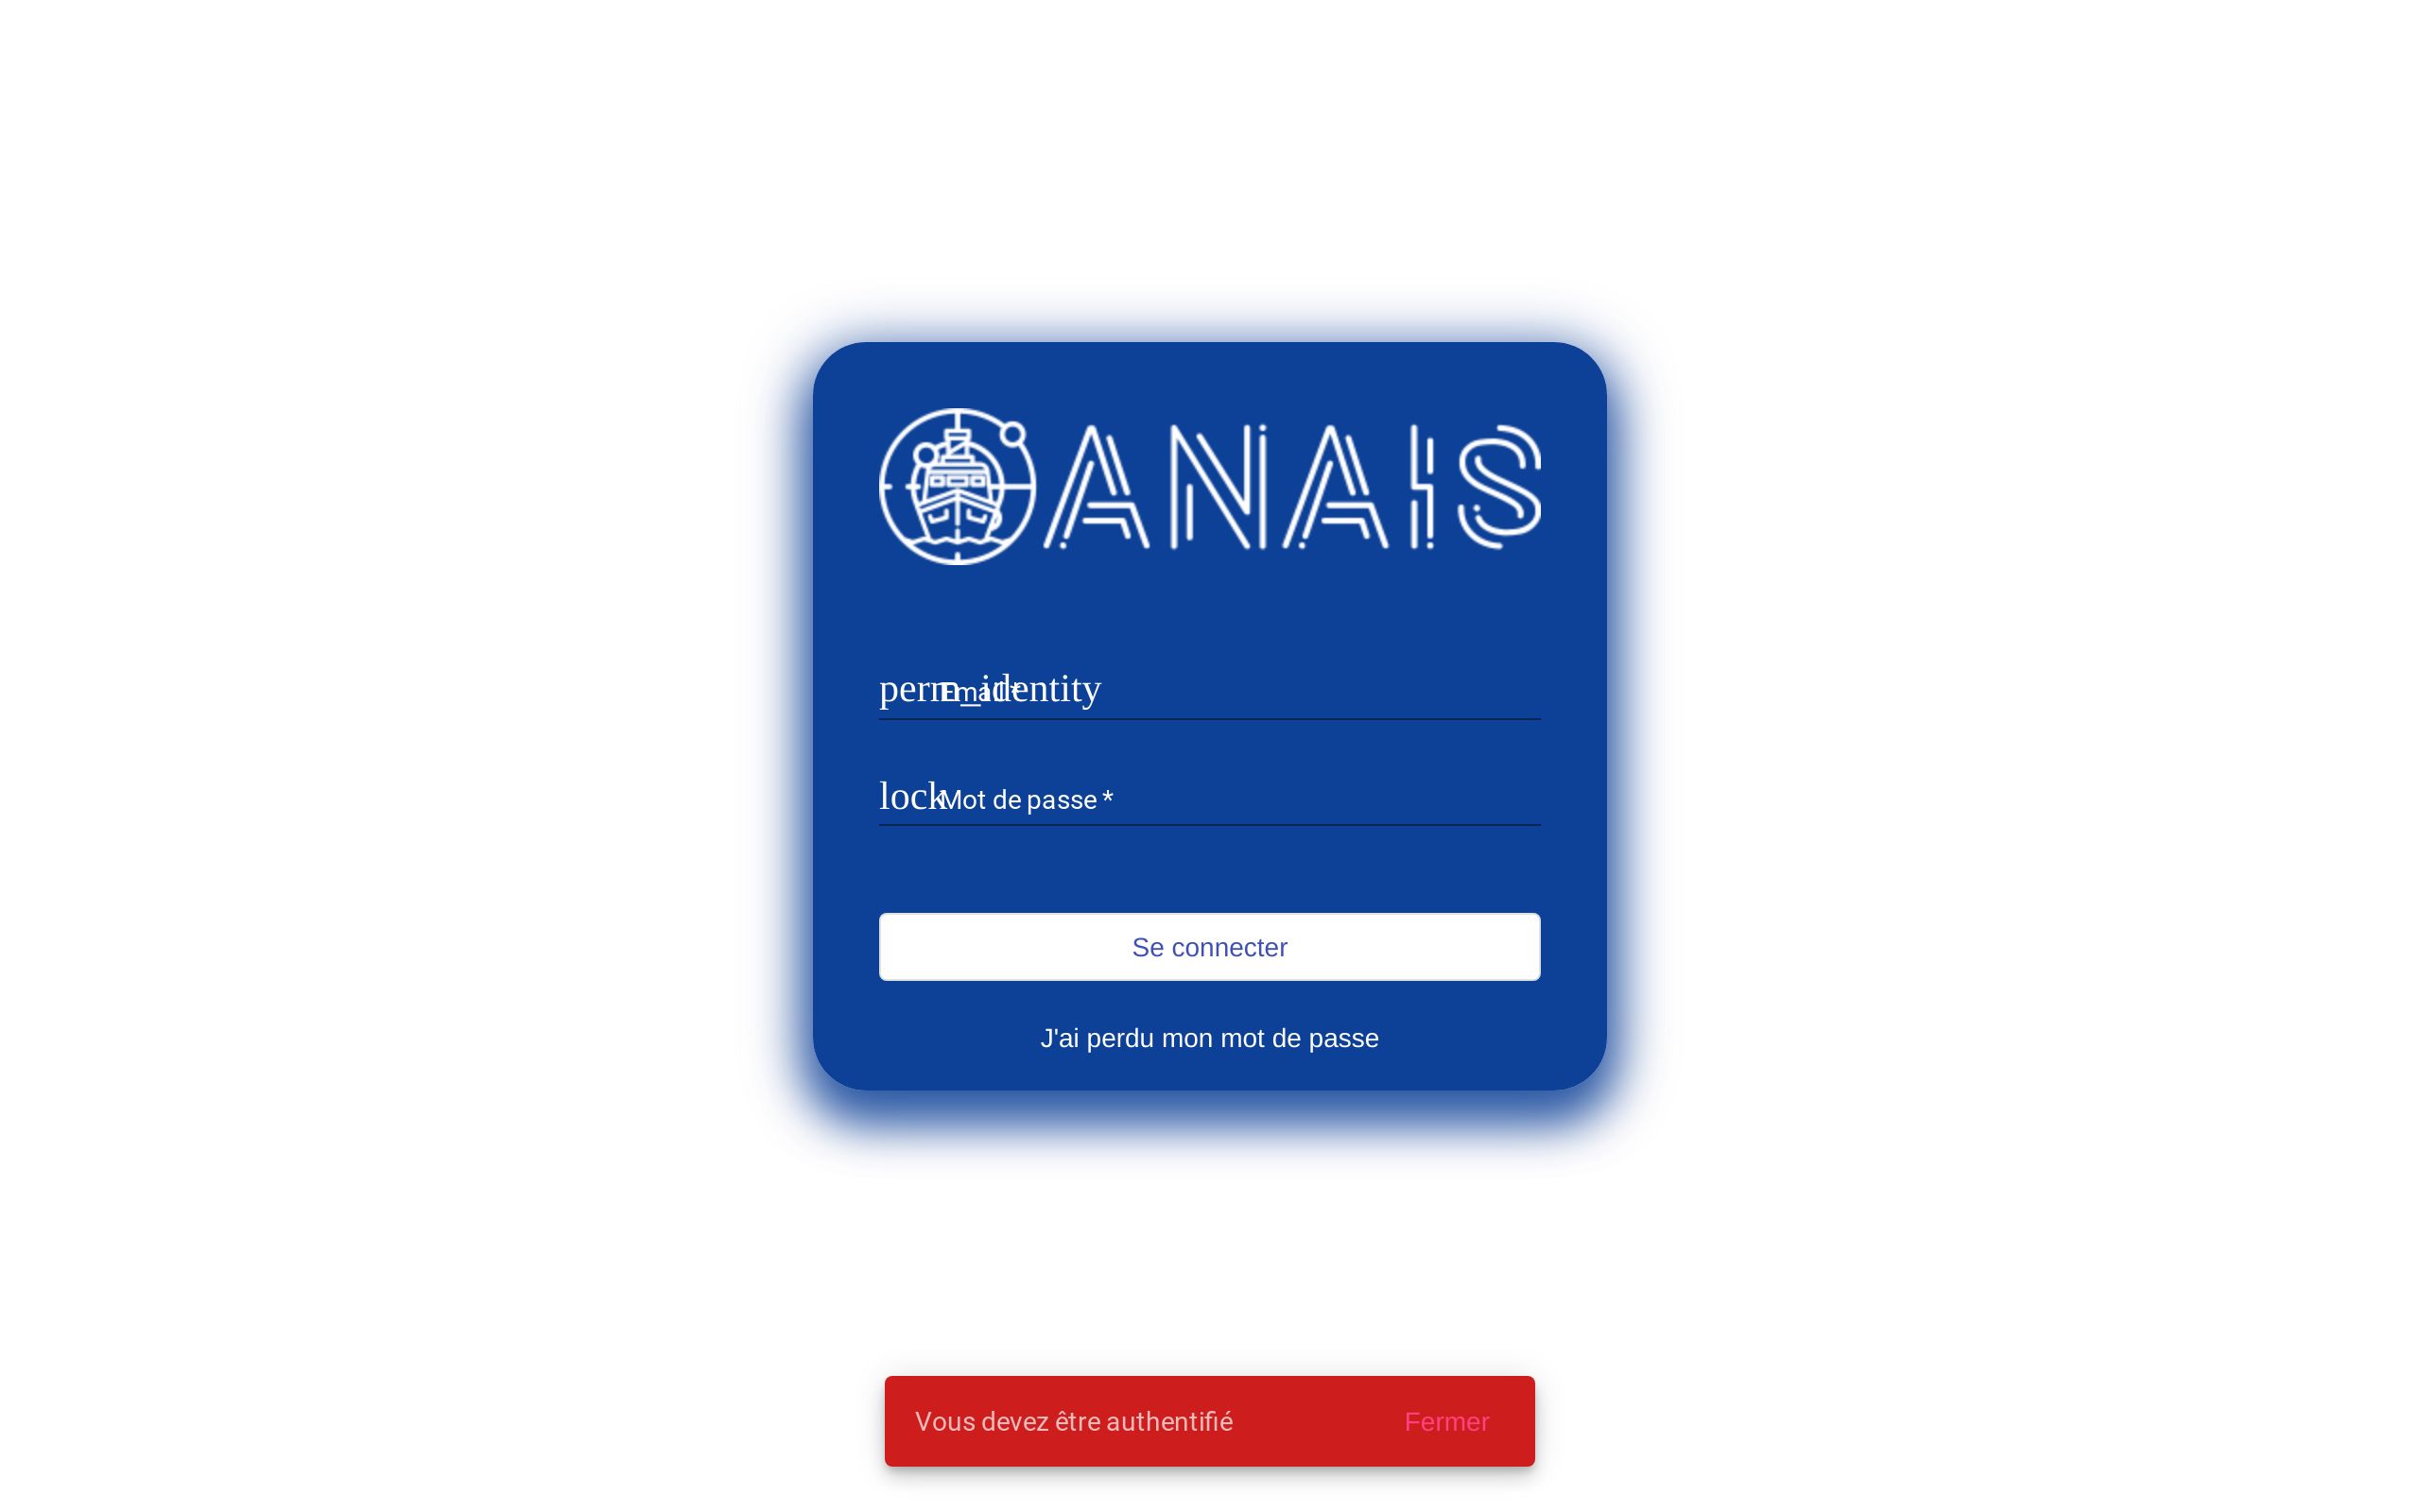 ANAIS
perm_identity
Email *
lock
Mot de passe *
Se connecter
J'ai perdu mon mot de passe
Vous devez être authentifié
Fermer